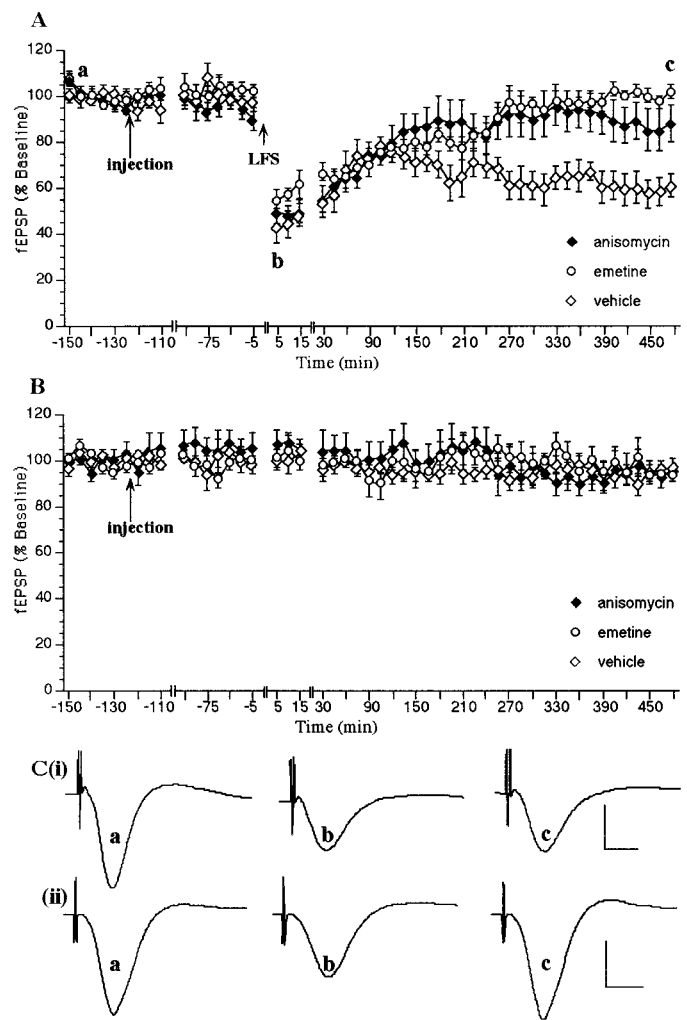 A
120
100
80
60
40
20
0
fEPSP (% Baseline)
a
injection
LFS
b
c
anisomycin
emetine
vehicle
-150 -110 -75 -5 5 15 30 90 150 210 270 330 390 450
Time (min)
B
120
100
80
60
40
20
0
fEPSP (% Baseline)
injection
anisomycin
emetine
vehicle
-150 -110 -75 -5 5 15 30 90 150 210 270 330 390 450
Time (min)
C(i)
a b c
(ii)
a b c